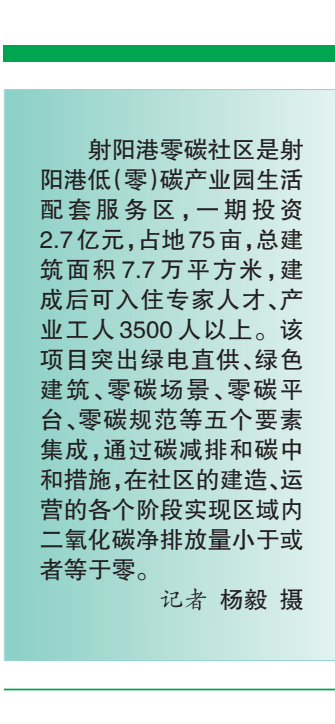 射阳港零碳社区是射
阳港低(零)碳产业园生活
配套服务区,一期投资
2.7亿元,占地75亩,总建
筑面积7.7万平方米,建
成后可入住专家人才、产
业工人3500人以上。该
项目突出绿电直供、绿色
建筑、零碳场景、零碳平
台、零碳规范等五个要素
集成,通过碳减排和碳中
和措施,在社区的建造、运
营的各个阶段实现区域内
二氧化碳净排放量小于或
者等于零。
记者 杨毅 摄